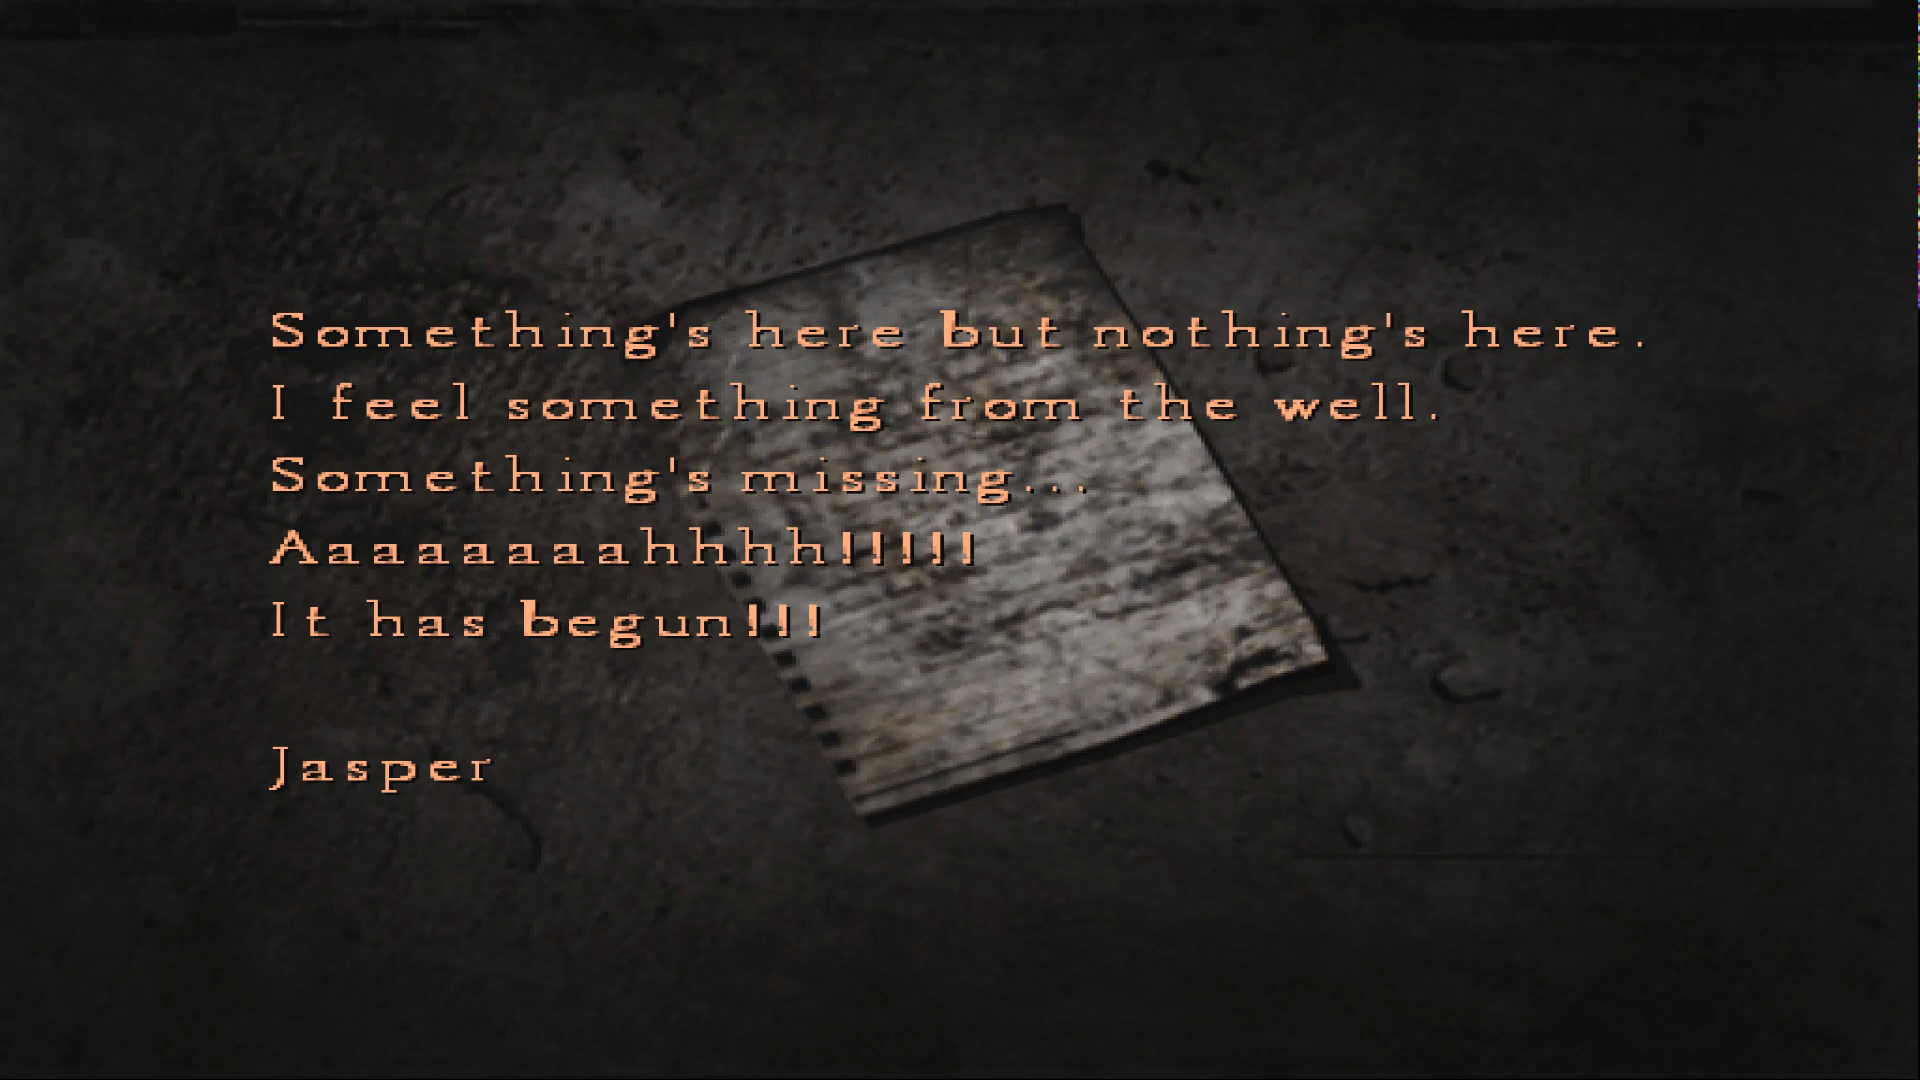 Something's here but nothing's here.
I feel something from the well.
Something's missing...
Aaaaaaaahhhh!!!!!
It has begun!!!
Jasper